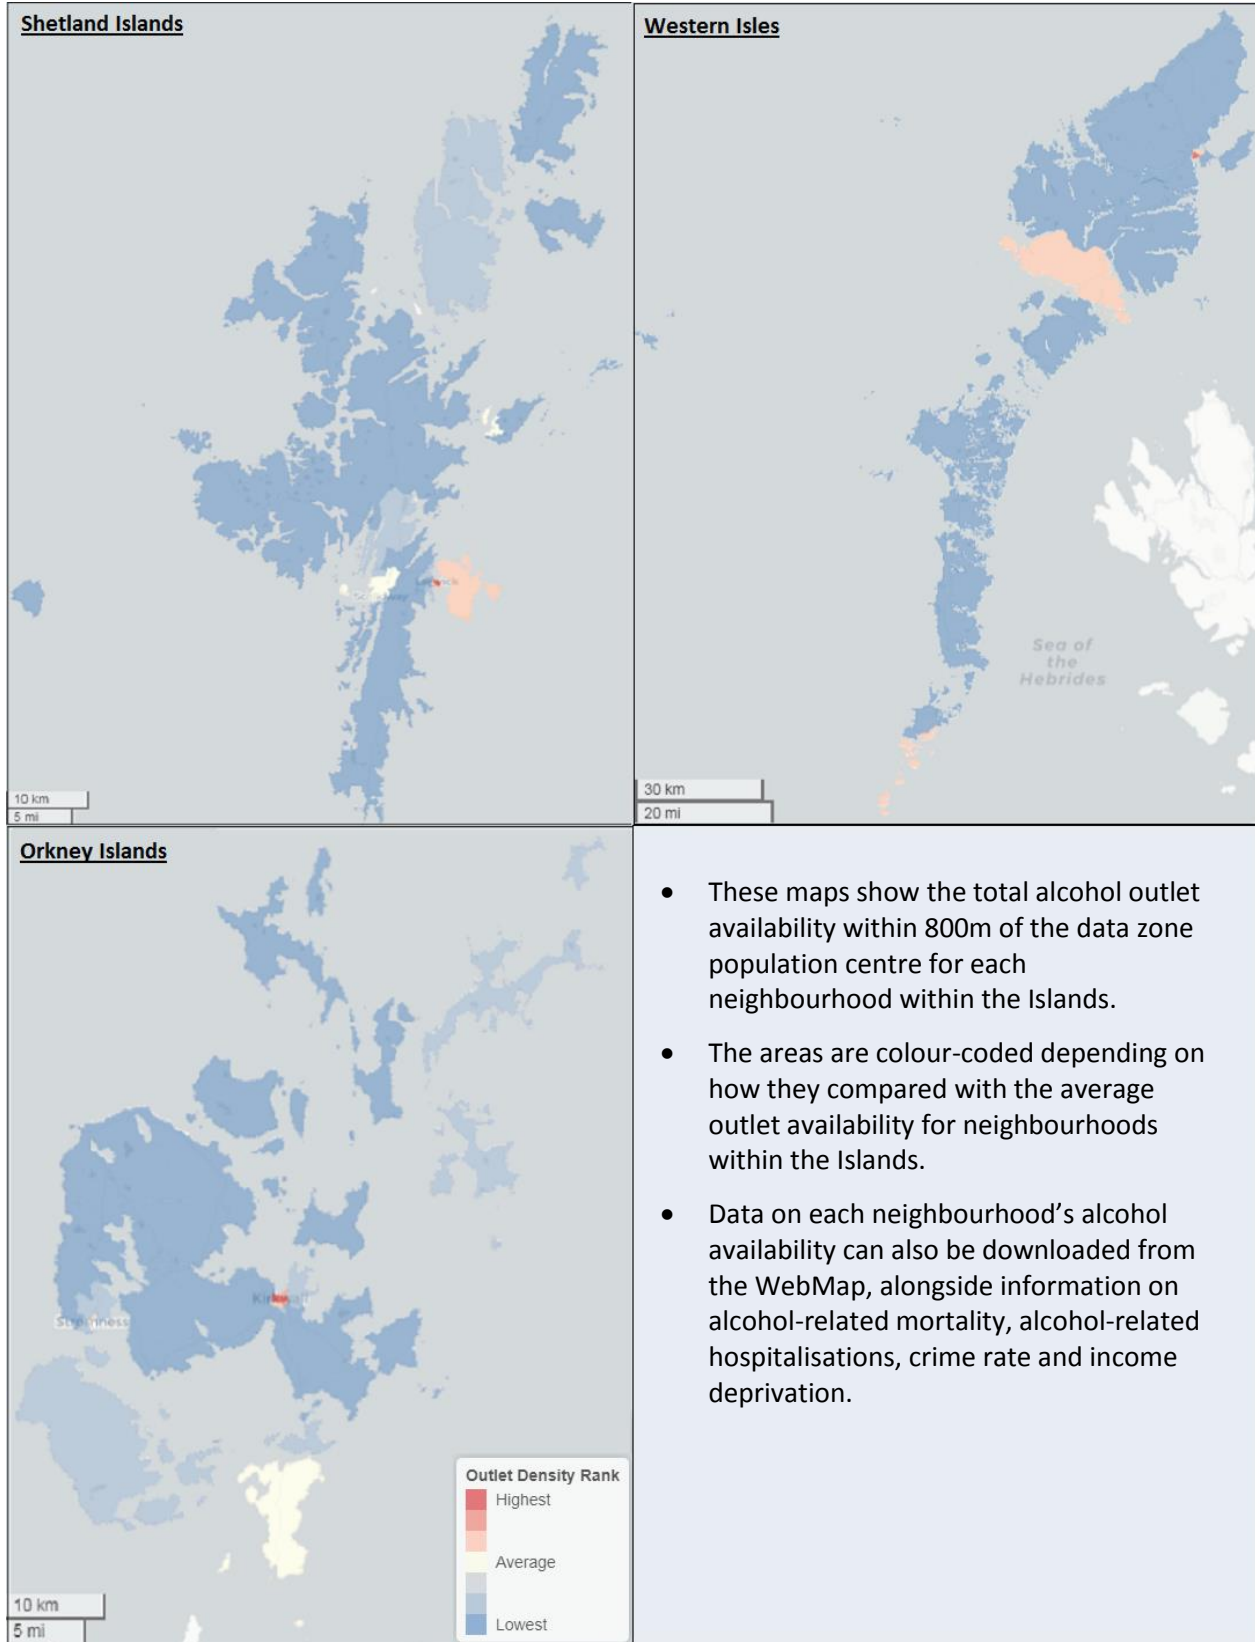 Shetland Islands
10 km
5 mi
Western Isles
Sea of
the
Hebrides
30 km
20 mi
Orkney Islands
Stromness
10 km
5 mi
Outlet Density Rank
Highest
Average
Lowest
• These maps show the total alcohol outlet
availability within 800m of the data zone
population centre for each
neighbourhood within the Islands.
• The areas are colour-coded depending on
how they compared with the average
outlet availability for neighbourhoods
within the Islands.
• Data on each neighbourhood’s alcohol
availability can also be downloaded from
the WebMap, alongside information on
alcohol-related mortality, alcohol-related
hospitalisations, crime rate and income
deprivation.